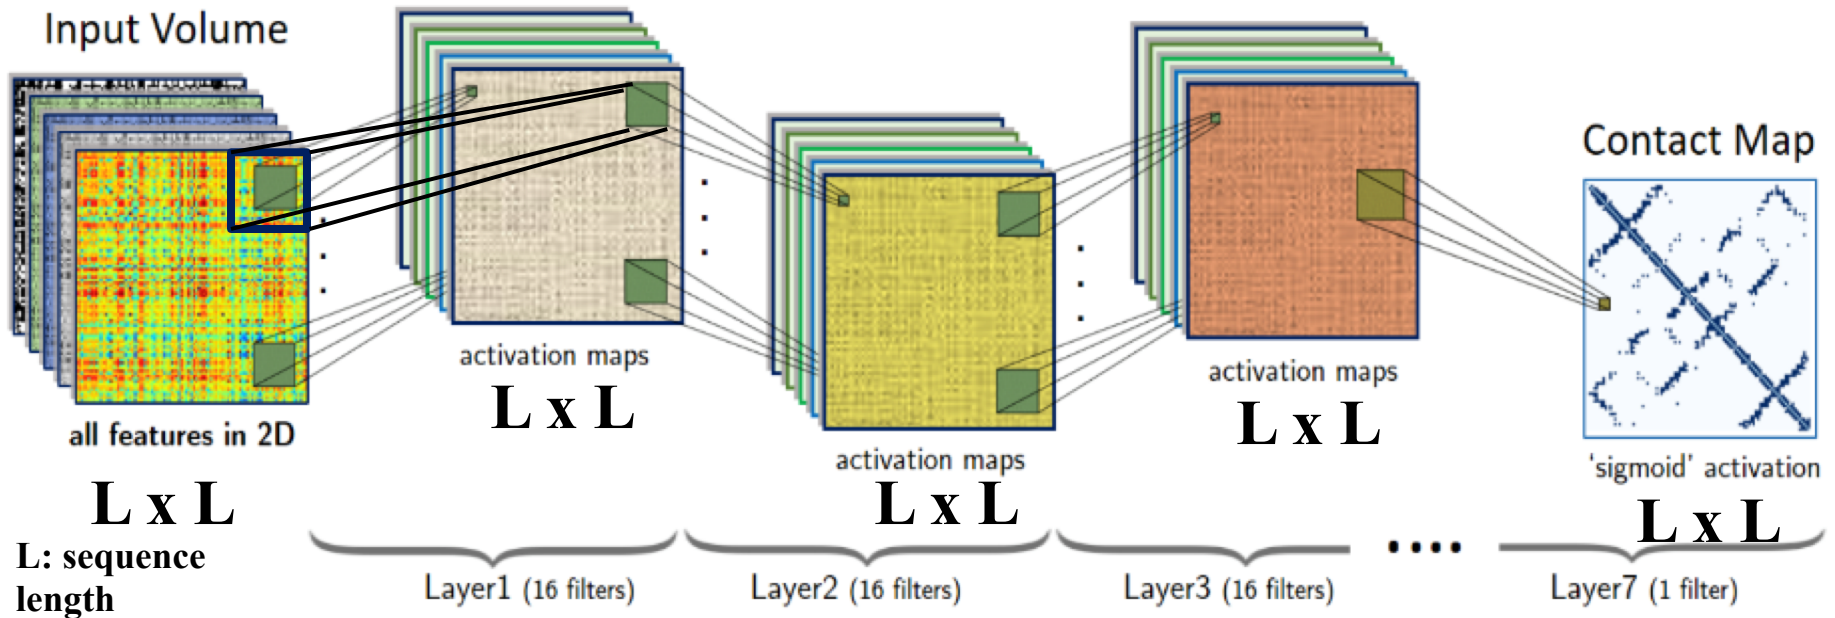 Input Volume
all features in 2D
L x L
L: sequence
length
activation maps
L x L
activation maps
L x L
activation maps
L x L
Contact Map
'sigmoid' activation
L x L
Layer1 (16 filters)
Layer2 (16 filters)
Layer3 (16 filters)
Layer7 (1 filter)